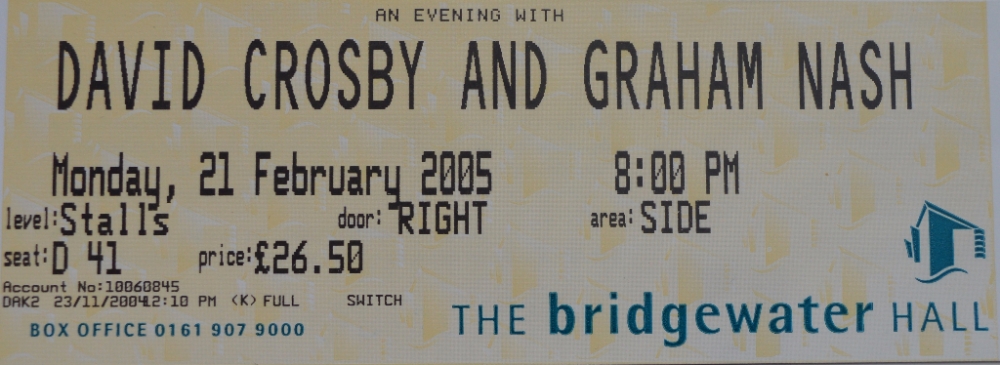 AN EVENING WITH
DAVID CROSBY AND GRAHAM NASH
Monday, 21 February 2005 8:00 PM
level:Stalls door:RIGHT area:SIDE
seat:D 41 price:£26.50
Account No:10060845
DAK2 23/11/2004 12:10 PM (K) FULL SWITCH
BOX OFFICE 0161 907 9000
THE bridgewater HALL